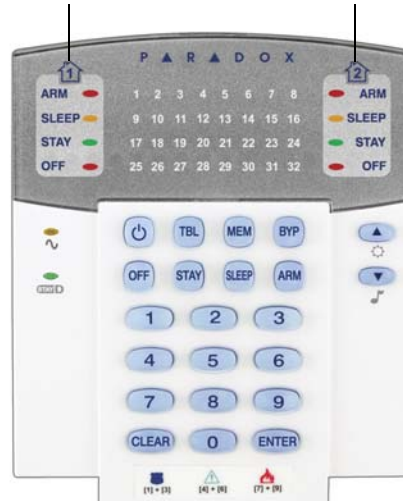 P ▲ R ▲ D O X
1 2
ARM 1 2 3 4 5 6 7 8 ARM
SLEEP 9 10 11 12 13 14 15 16 SLEEP
STAY 17 18 19 20 21 22 23 24 STAY
OFF 25 26 27 28 29 30 31 32 OFF
TBL MEM BYP
OFF STAY SLEEP ARM
StayD
1 2 3
4 5 6
7 8 9
CLEAR 0 ENTER
[1] + [3] [4] + [6] [7] + [9]